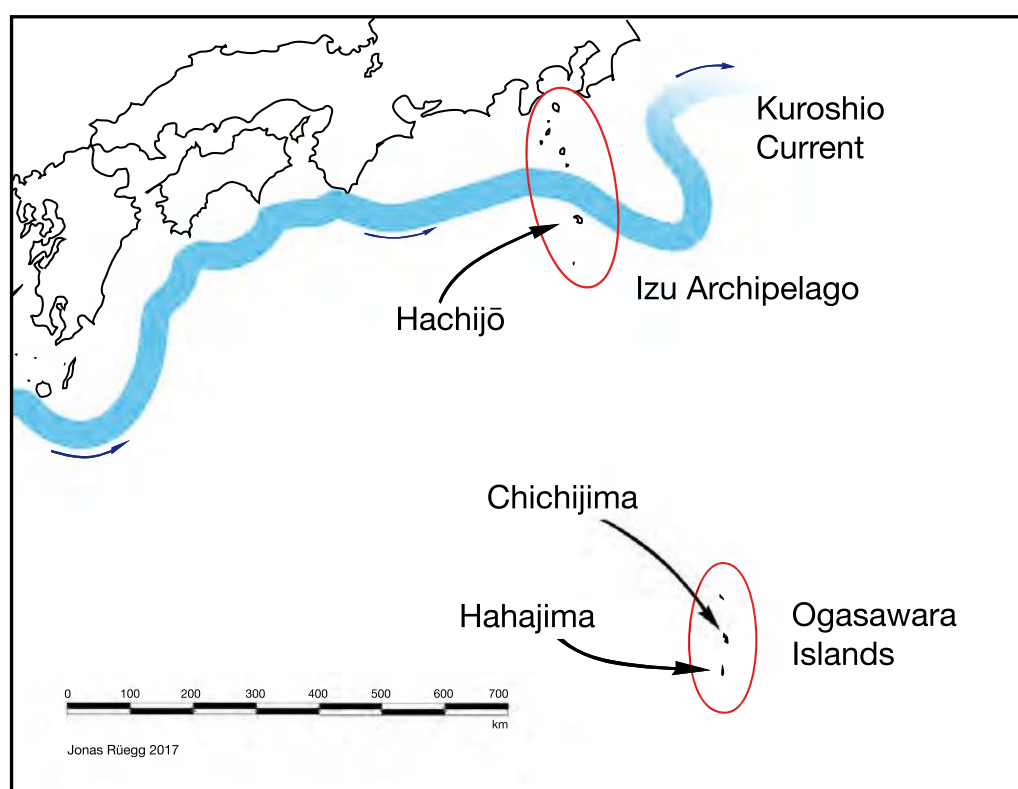 Kuroshio
Current
Izu Archipelago
Hachijō
Chichijima
Hahajima
Ogasawara
Islands
0 100 200 300 400 500 600 700
km
Jonas Rüegg 2017